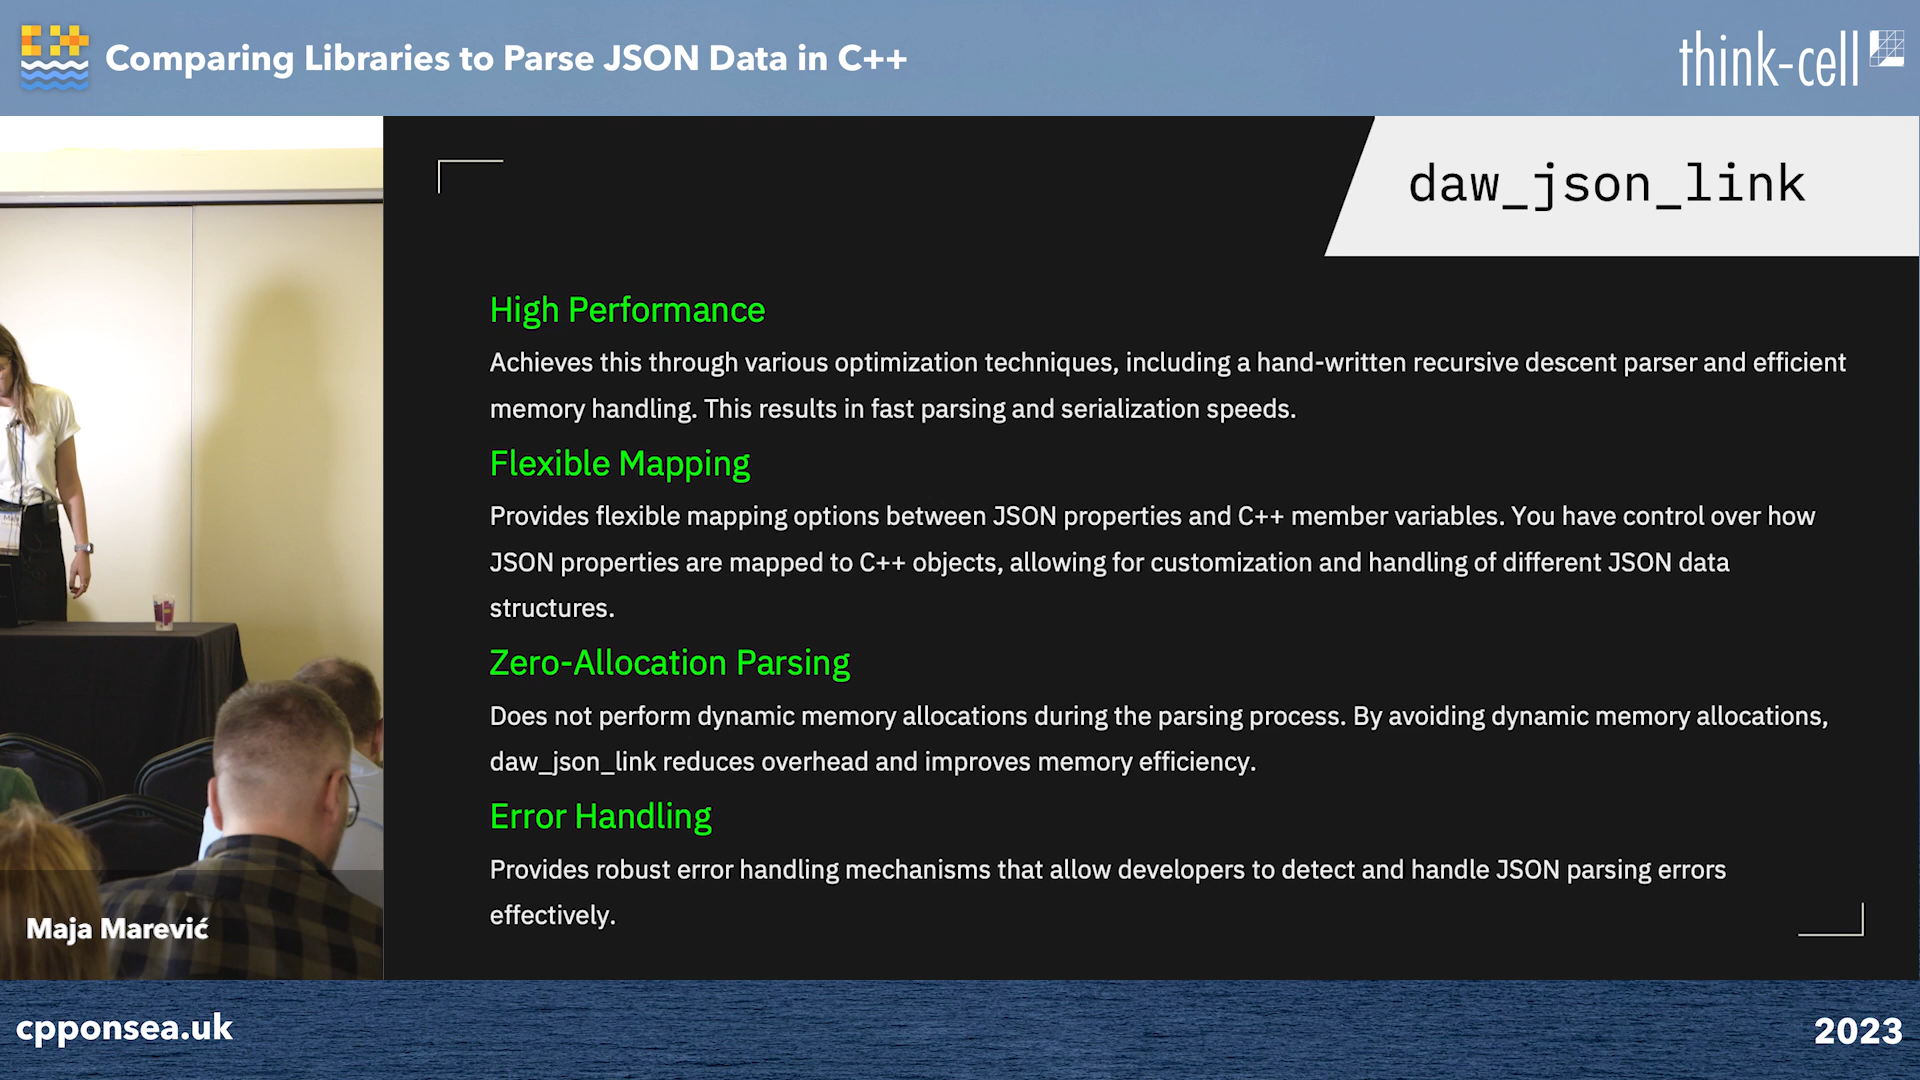 Comparing Libraries to Parse JSON Data in C++
think-cell
daw_json_link
High Performance
Achieves this through various optimization techniques, including a hand-written recursive descent parser and efficient
memory handling. This results in fast parsing and serialization speeds.
Flexible Mapping
Provides flexible mapping options between JSON properties and C++ member variables. You have control over how
JSON properties are mapped to C++ objects, allowing for customization and handling of different JSON data
structures.
Zero-Allocation Parsing
Does not perform dynamic memory allocations during the parsing process. By avoiding dynamic memory allocations,
daw_json_link reduces overhead and improves memory efficiency.
Error Handling
Provides robust error handling mechanisms that allow developers to detect and handle JSON parsing errors
effectively.
Maja Marević
cpponsea.uk
2023